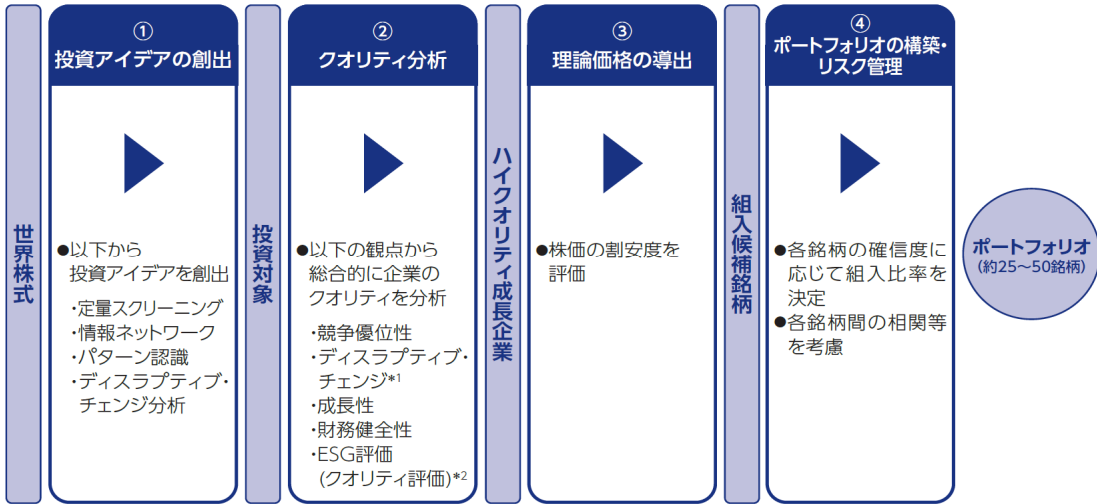 世界株式
①
投資アイデアの創出
●以下から
投資アイデアを創出
・定量スクリーニング
・情報ネットワーク
・パターン認識
・ディスラプティブ・
チェンジ分析
投資対象
②
クオリティ分析
●以下の観点から
総合的に企業の
クオリティを分析
・競争優位性
・ディスラプティブ・
チェンジ*1
・成長性
・財務健全性
・ESG評価
(クオリティ評価)*2
ハイクオリティ成長企業
③
理論価格の導出
●株価の割安度を
評価
組入候補銘柄
④
ポートフォリオの構築・
リスク管理
●各銘柄の確信度に
応じて組入比率を
決定
●各銘柄間の相関等
を考慮
ポートフォリオ
(約25～50銘柄)